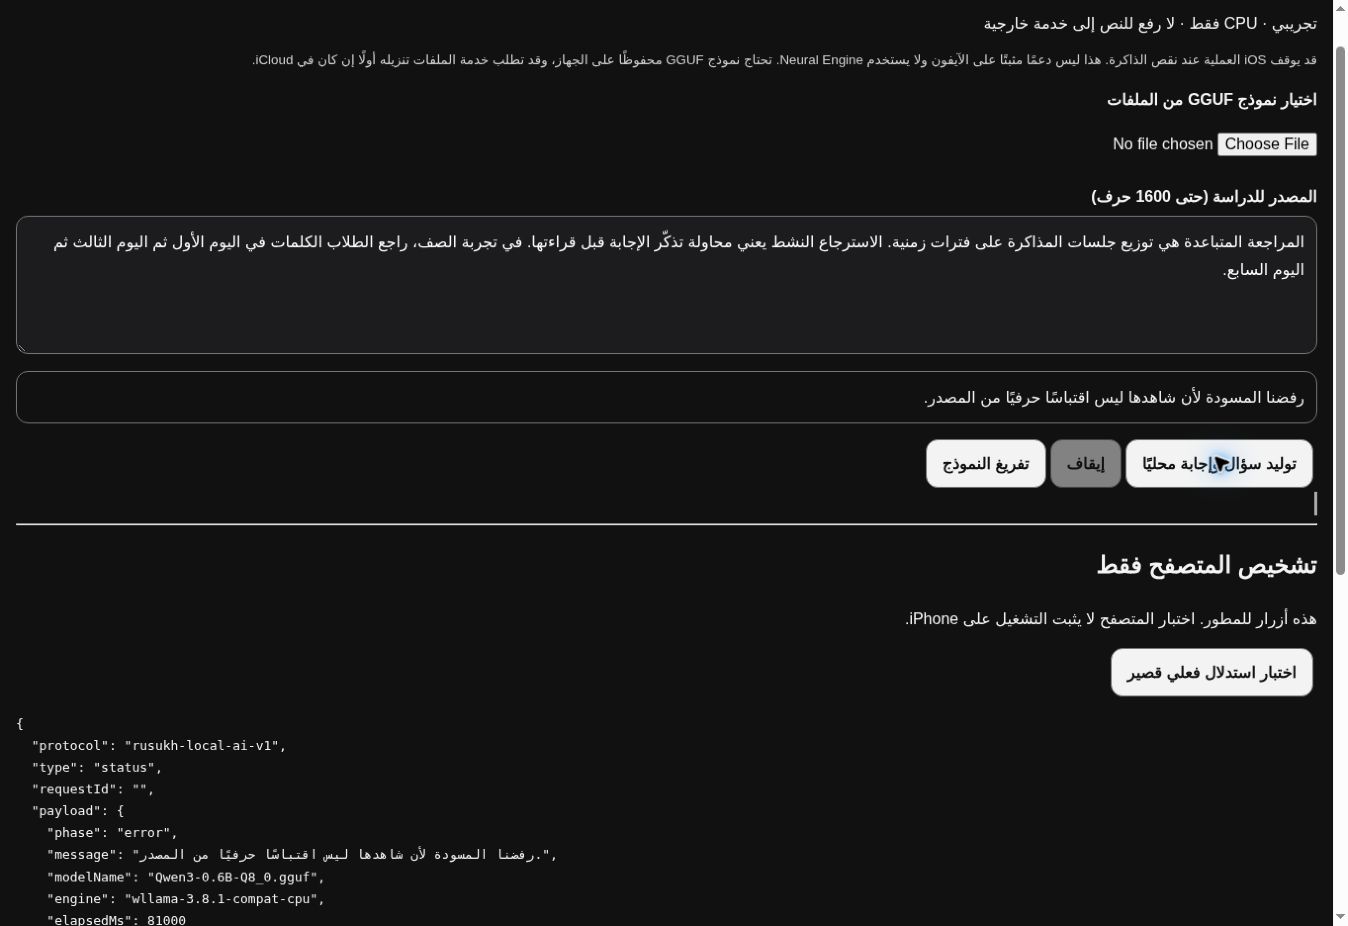 تجريبي · CPU فقط · لا رفع للنص إلى خدمة خارجية
قد يوقف iOS العملية عند نقص الذاكرة. هذا ليس دعمًا مثبتًا على الآيفون ولا يستخدم Neural Engine. تحتاج نموذج GGUF محفوظًا على الجهاز، وقد تطلب خدمة الملفات تنزيله أولًا إن كان في iCloud.
اختيار نموذج GGUF من الملفات
Choose File No file chosen
المصدر للدراسة (حتى 1600 حرف)
المراجعة المتباعدة هي توزيع جلسات المذاكرة على فترات زمنية. الاسترجاع النشط يعني محاولة تذكّر الإجابة قبل قراءتها. في تجربة الصف، راجع الطلاب الكلمات في اليوم الأول ثم اليوم الثالث ثم
اليوم السابع.
رفضنا المسودة لأن شاهدها ليس اقتباسًا حرفيًا من المصدر.
توليد سؤال وإجابة محليًا إيقاف تفريغ النموذج
تشخيص المتصفح فقط
هذه أزرار للمطور. اختبار المتصفح لا يثبت التشغيل على iPhone.
اختبار استدلال فعلي قصير
{
"protocol": "rusukh-local-ai-v1",
"type": "status",
"requestId": "",
"payload": {
"phase": "error",
"message": "رفضنا المسودة لأن شاهدها ليس اقتباسًا حرفيًا من المصدر.",
"modelName": "Qwen3-0.6B-Q8_0.gguf",
"engine": "wllama-3.8.1-compat-cpu",
"elapsedMs": 81000